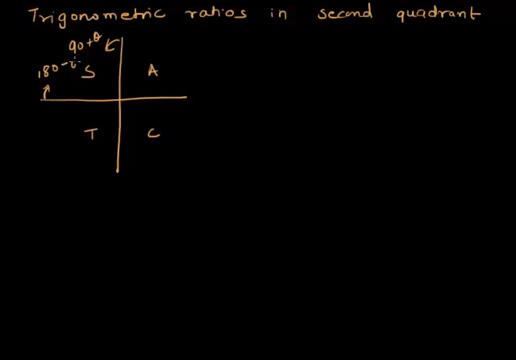 Trigonometric ratios in second quadrant
90+θ
180-
S A
T C